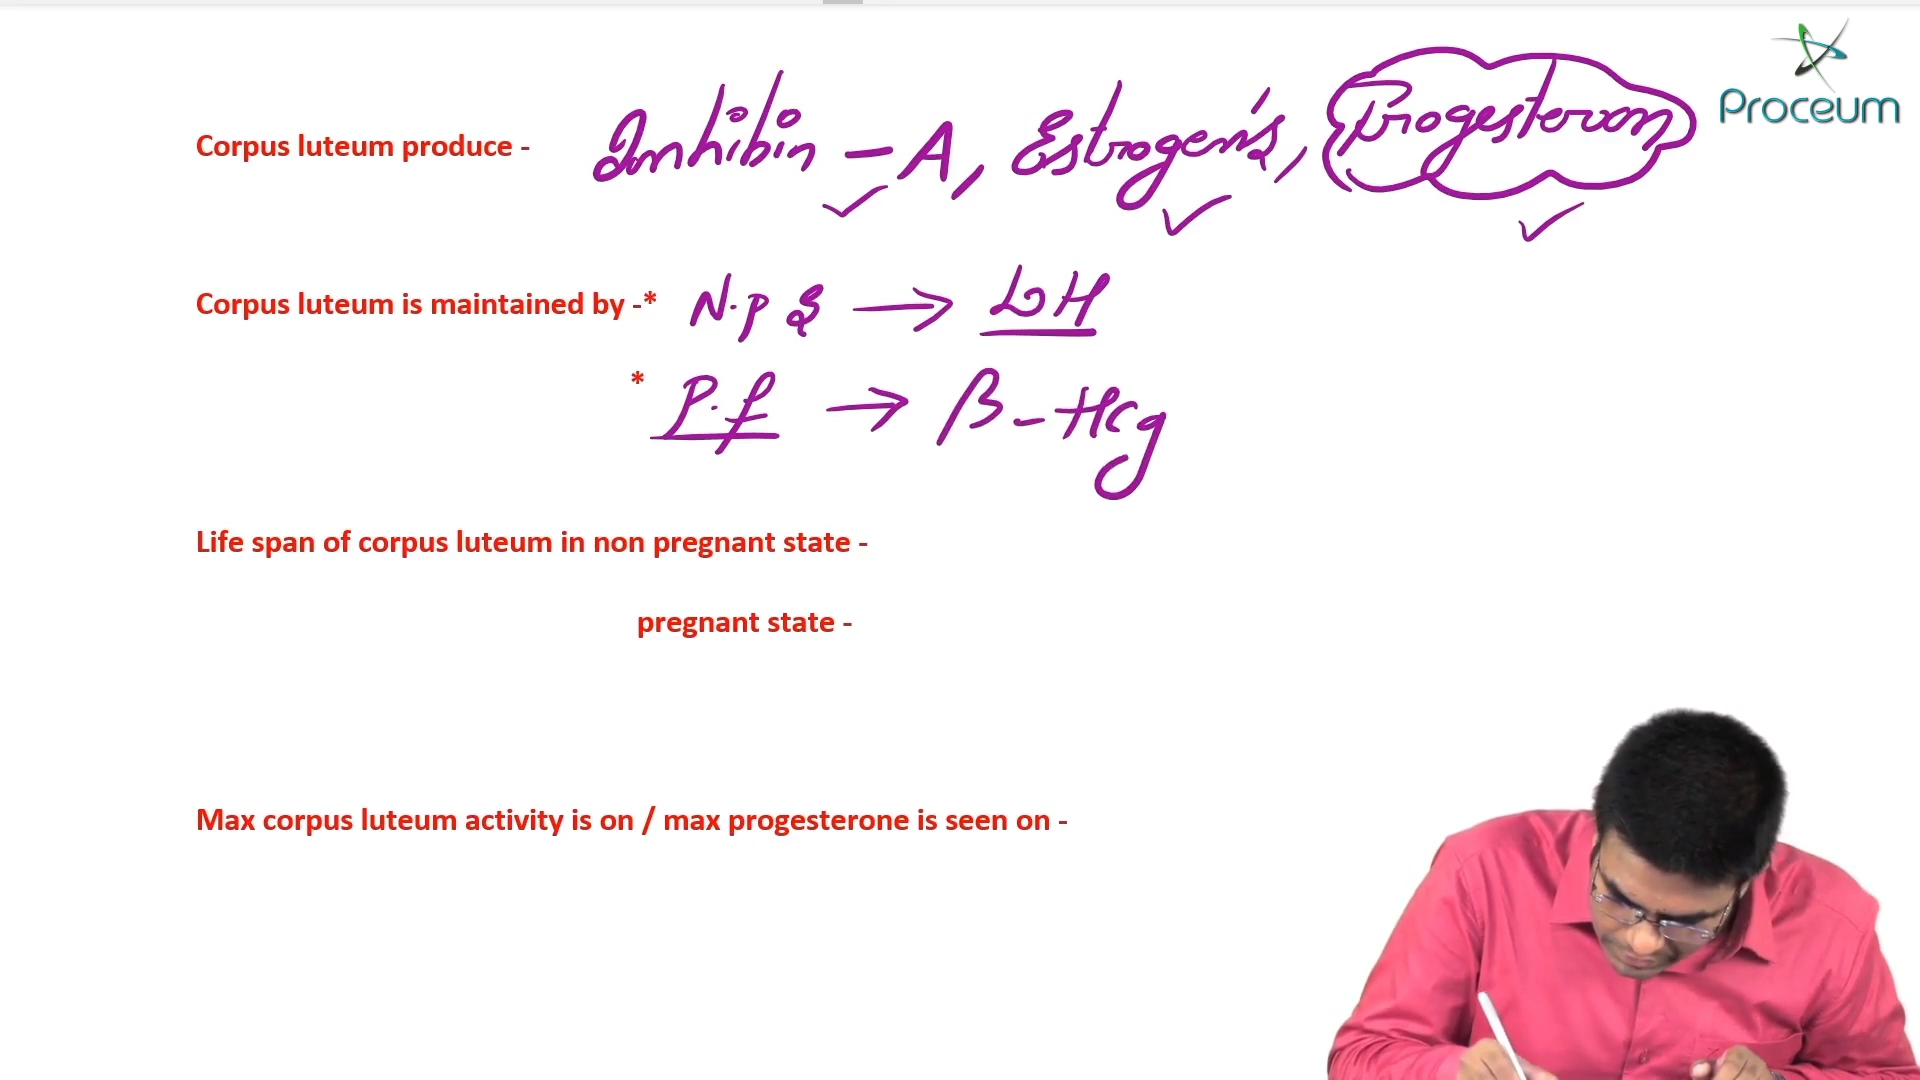 Proceum
Corpus luteum produce - Inhibin - A, Estrogen's, Progesteron
Corpus luteum is maintained by -* N.P f → LH
* P.f → β-Hcg
Life span of corpus luteum in non pregnant state -
pregnant state -
Max corpus luteum activity is on / max progesterone is seen on -